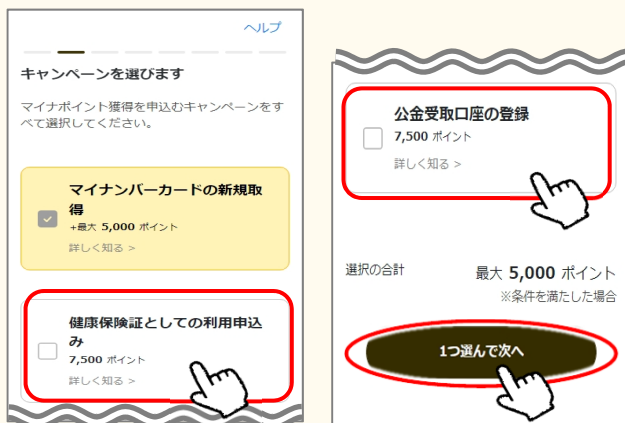 ヘルプ
キャンペーンを選びます
マイナポイント獲得を申込むキャンペーンをす
べて選択してください。
マイナンバーカードの新規取
得
+最大 5,000 ポイント
詳しく知る >
健康保険証としての利用申込
み
7,500 ポイント
詳しく知る >
公金受取口座の登録
7,500 ポイント
詳しく知る >
選択の合計
最大 5,000 ポイント
※条件を満たした場合
1つ選んで次へ